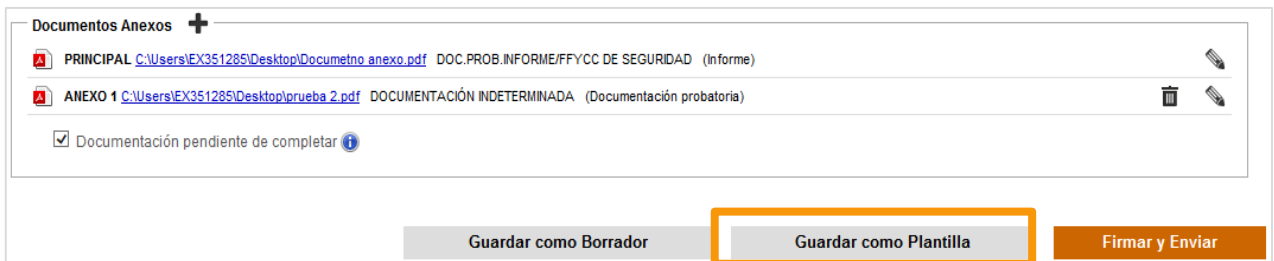 Documentos Anexos
PRINCIPAL C:\Users\EX351285\Desktop\Documetno anexo.pdf DOC.PROB.INFORME/FFYCC DE SEGURIDAD (Informe)
ANEXO 1 C:\Users\EX351285\Desktop\prueba 2.pdf DOCUMENTACIÓN INDETERMINADA (Documentación probatoria)
Documentación pendiente de completar
Guardar como Borrador Guardar como Plantilla Firmar y Enviar